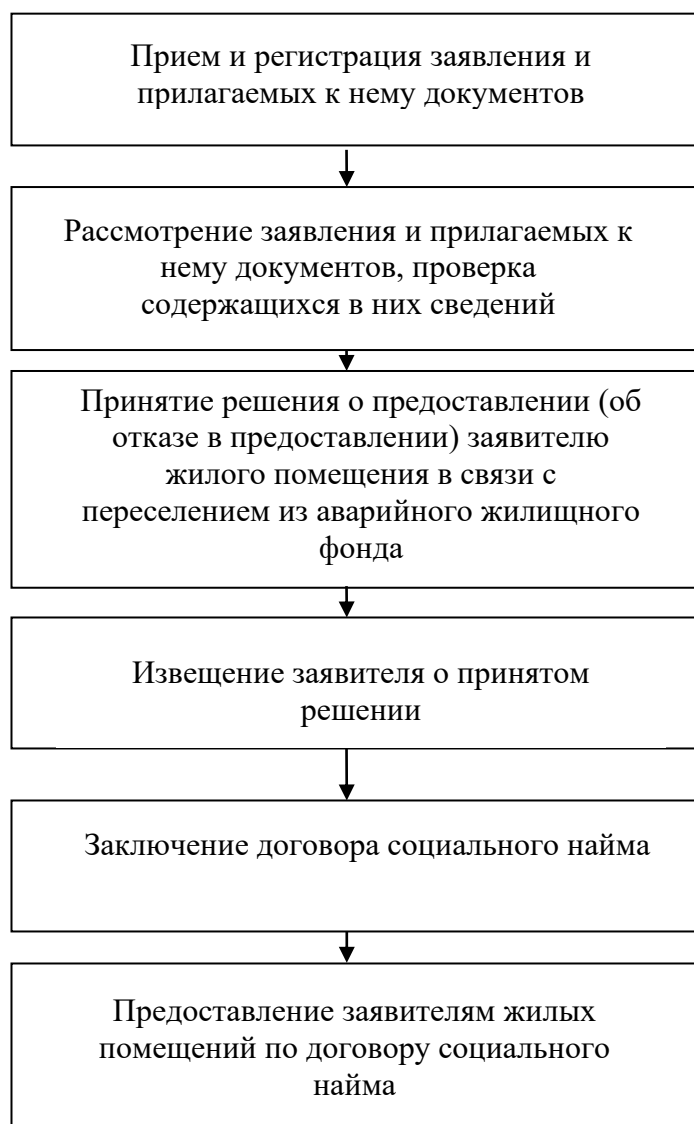 Прием и регистрация заявления и
прилагаемых к нему документов
Рассмотрение заявления и прилагаемых к
нему документов, проверка
содержащихся в них сведений
Принятие решения о предоставлении (об
отказе в предоставлении) заявителю
жилого помещения в связи с
переселением из аварийного жилищного
фонда
Извещение заявителя о принятом
решении
Заключение договора социального найма
Предоставление заявителям жилых
помещений по договору социального
найма